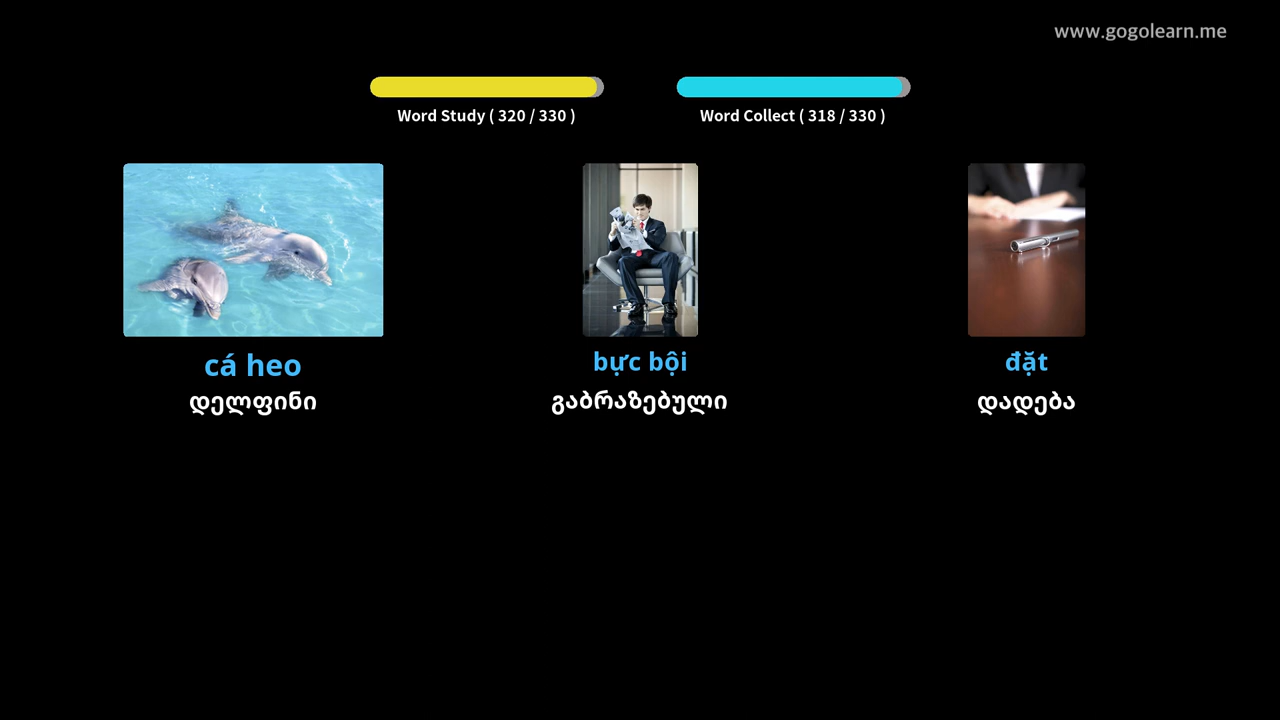 www.gogolearn.me
Word Study ( 320 / 330 )
Word Collect ( 318 / 330 )
cá heo
bực bội
đặt
დელფინი
გაბრაზებული
დადება